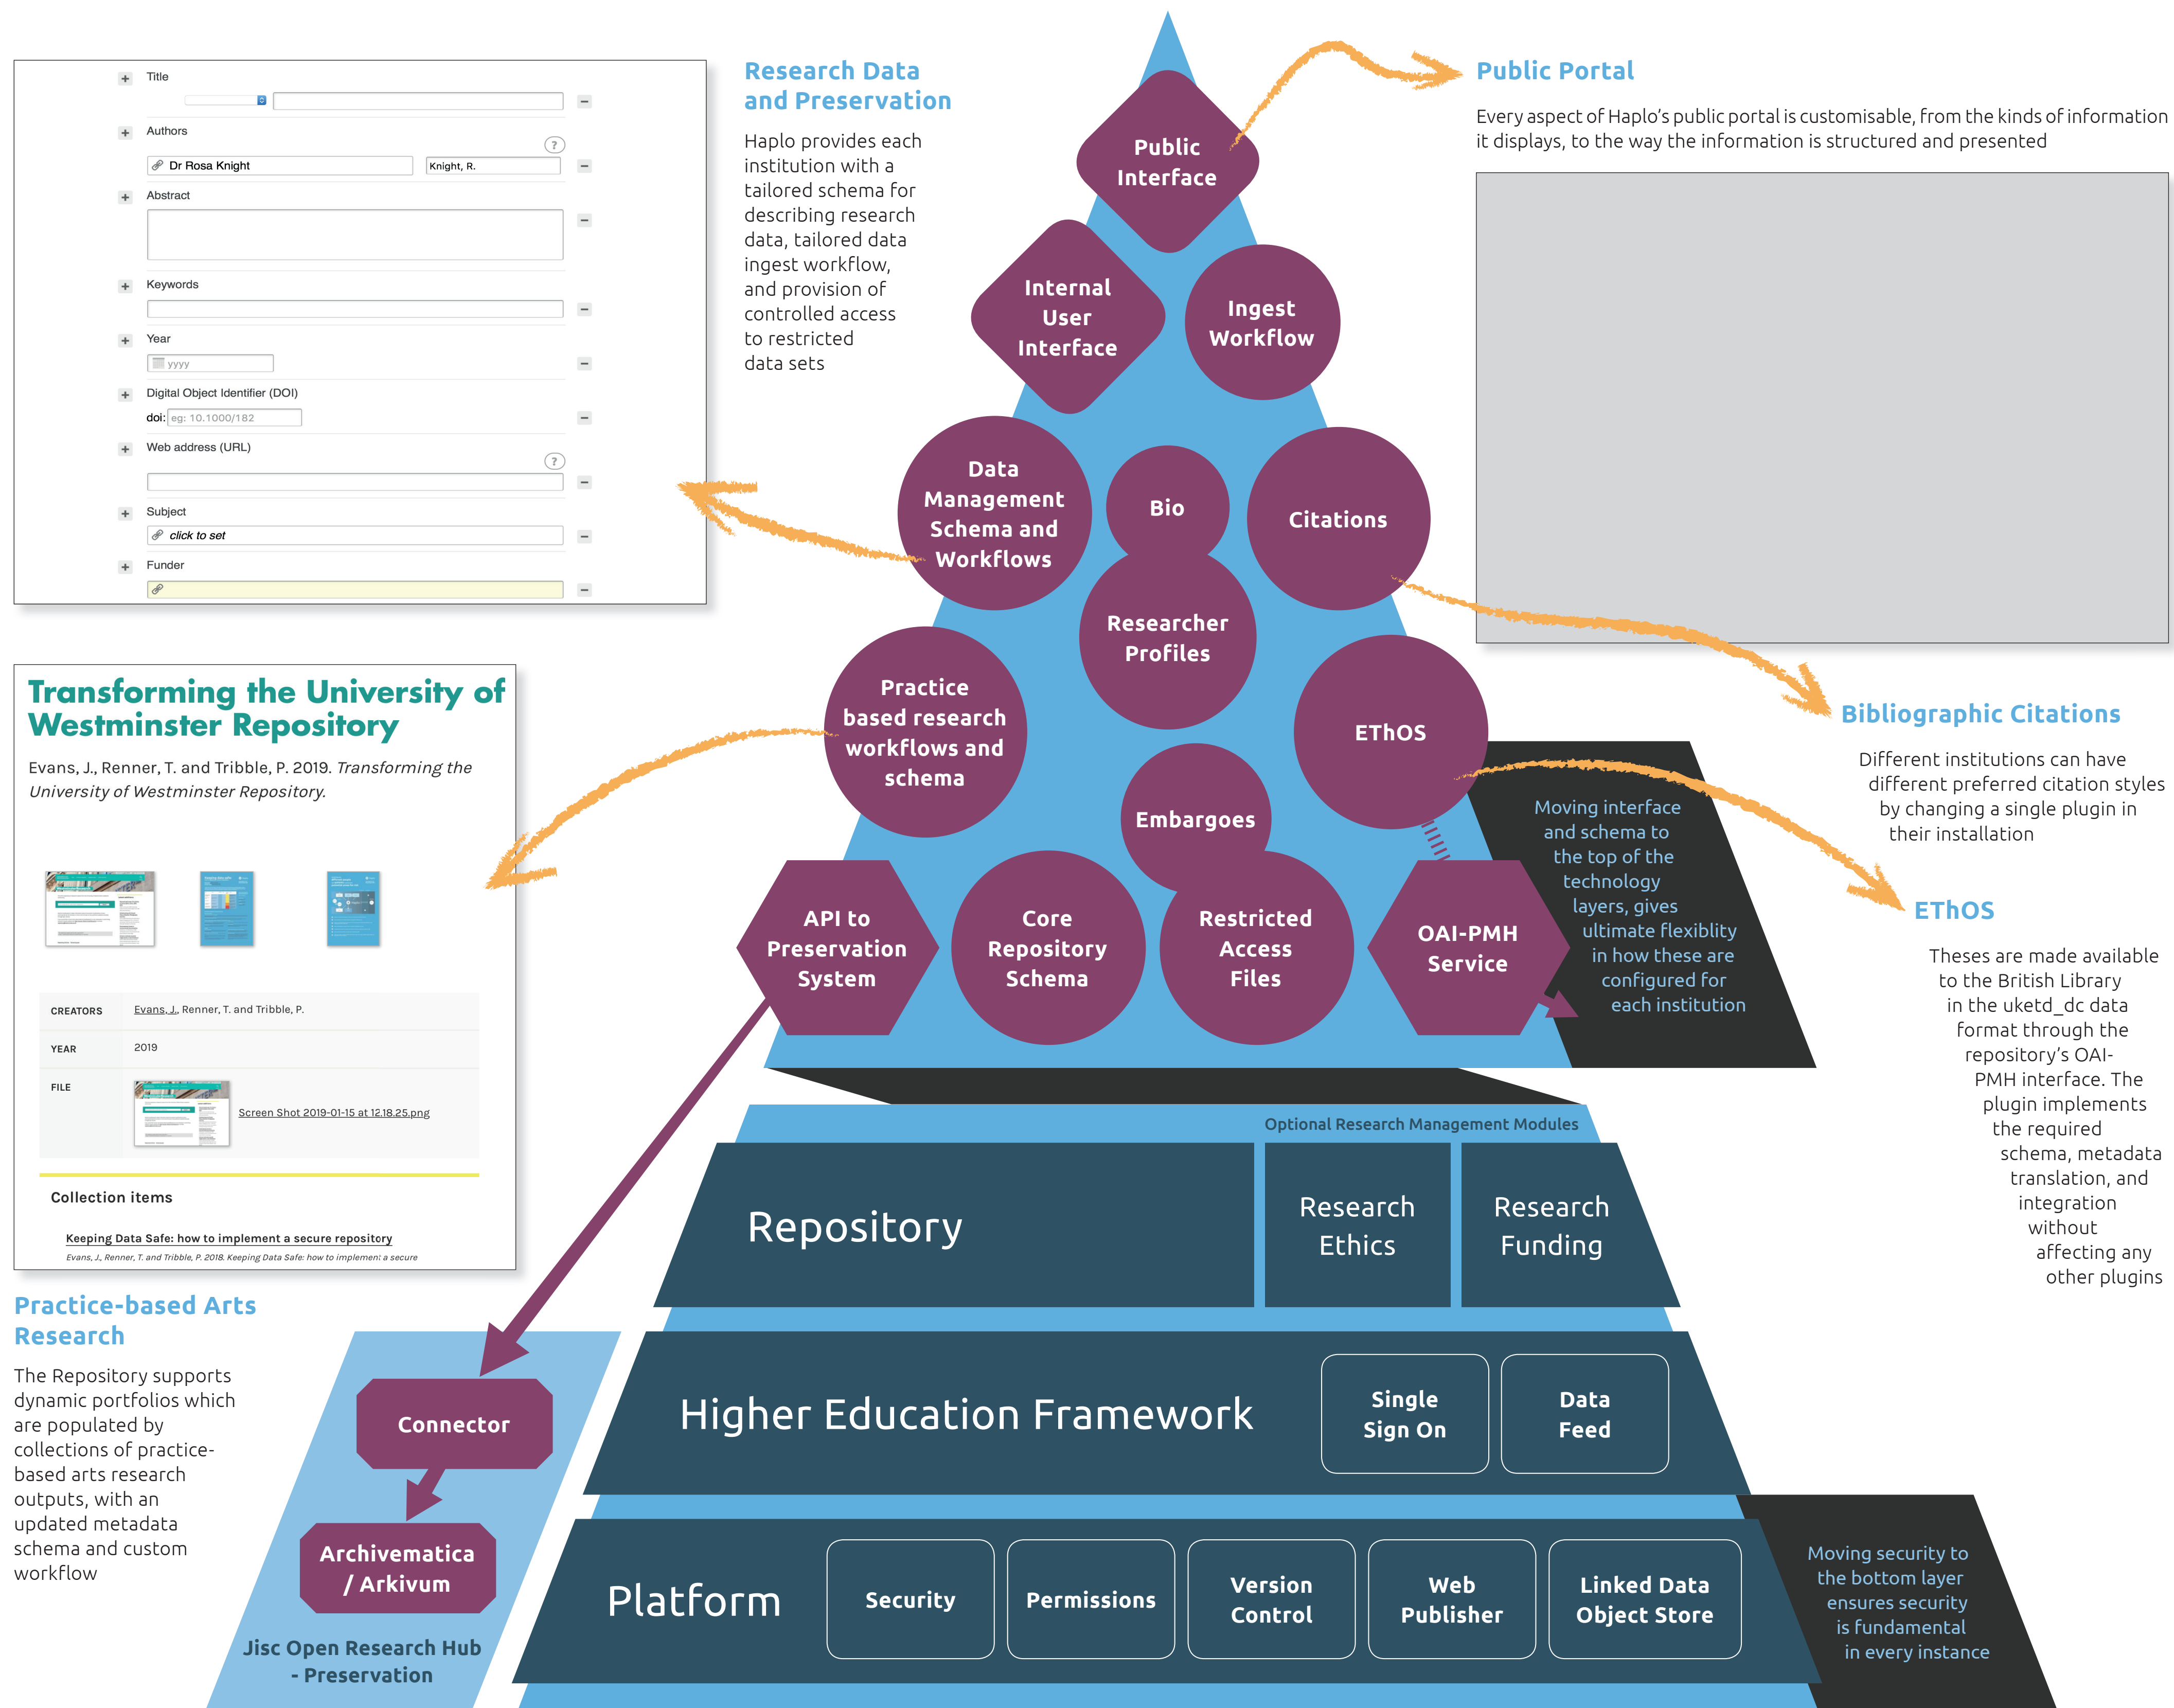 Title
Authors
?
Dr Rosa Knight
Knight, R.
Abstract
Keywords
Year
yyyy
Digital Object Identifier (DOI)
doi: eg: 10.1000/182
Web address (URL)
?
Subject
click to set
Funder
Research Data
and Preservation
Haplo provides each
institution with a
tailored schema for
describing research
data, tailored data
ingest workflow,
and provision of
controlled access
to restricted
data sets
Public Portal
Every aspect of Haplo’s public portal is customisable, from the kinds of information
it displays, to the way the information is structured and presented
Public
Interface
Internal
User
Interface
Ingest
Workflow
Data
Management
Schema and
Workflows
Bio
Citations
Researcher
Profiles
Practice
based research
workflows and
schema
EThOS
Embargoes
API to
Preservation
System
Core
Repository
Schema
Restricted
Access
Files
OAI-PMH
Service
Moving interface
and schema to
the top of the
technology
layers, gives
ultimate flexiblity
in how these are
configured for
each institution
Bibliographic Citations
Different institutions can have
different preferred citation styles
by changing a single plugin in
their installation
EThOS
Theses are made available
to the British Library
in the uketd_dc data
format through the
repository’s OAI-
PMH interface. The
plugin implements
the required
schema, metadata
translation, and
integration
without
affecting any
other plugins
Transforming the University of
Westminster Repository
Evans, J., Renner, T. and Tribble, P. 2019. Transforming the
University of Westminster Repository.
CREATORS
Evans, J., Renner, T. and Tribble, P.
YEAR
2019
FILE
Screen Shot 2019-01-15 at 12.18.25.png
Collection items
Keeping Data Safe: how to implement a secure repository
Evans, J., Renner, T. and Tribble, P. 2018. Keeping Data Safe: how to implement a secure
Practice-based Arts
Research
The Repository supports
dynamic portfolios which
are populated by
collections of practice-
based arts research
outputs, with an
updated metadata
schema and custom
workflow
Connector
Archivematica
/ Arkivum
Jisc Open Research Hub
- Preservation
Optional Research Management Modules
Repository
Research
Ethics
Research
Funding
Higher Education Framework
Single
Sign On
Data
Feed
Platform
Security
Permissions
Version
Control
Web
Publisher
Linked Data
Object Store
Moving security to
the bottom layer
ensures security
is fundamental
in every instance